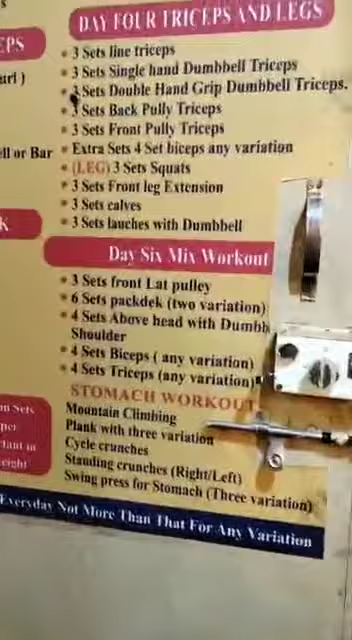 DAY FOUR TRICEPS AND LEGS
3 Sets line triceps
3 Sets Single hand Dumbbell Triceps
3 Sets Double Hand Grip Dumbbell Triceps.
3 Sets Back Pully Triceps
3 Sets Front Pully Triceps
Extra Sets 4 Set biceps any variation
(LEG) 3 Sets Squats
3 Sets Front leg Extension
3 Sets calves
3 Sets lauches with Dumbbell
Day Six Mix Workout
3 Sets front Lat pulley
6 Sets packdek (two variation)
4 Sets Above head with Dumbb
Shoulder
4 Sets Biceps ( any variation)
4 Sets Triceps (any variation)
STOMACH WORKOUT
Mountain Climbing
Plank with three variation
Cycle crunches
Standing crunches (Right/Left)
Swing press for Stomach (Three variation)
Everyday Not More Than That For Any Variation
EPS
url )
ell or Bar
K
Sets
per
in
eight